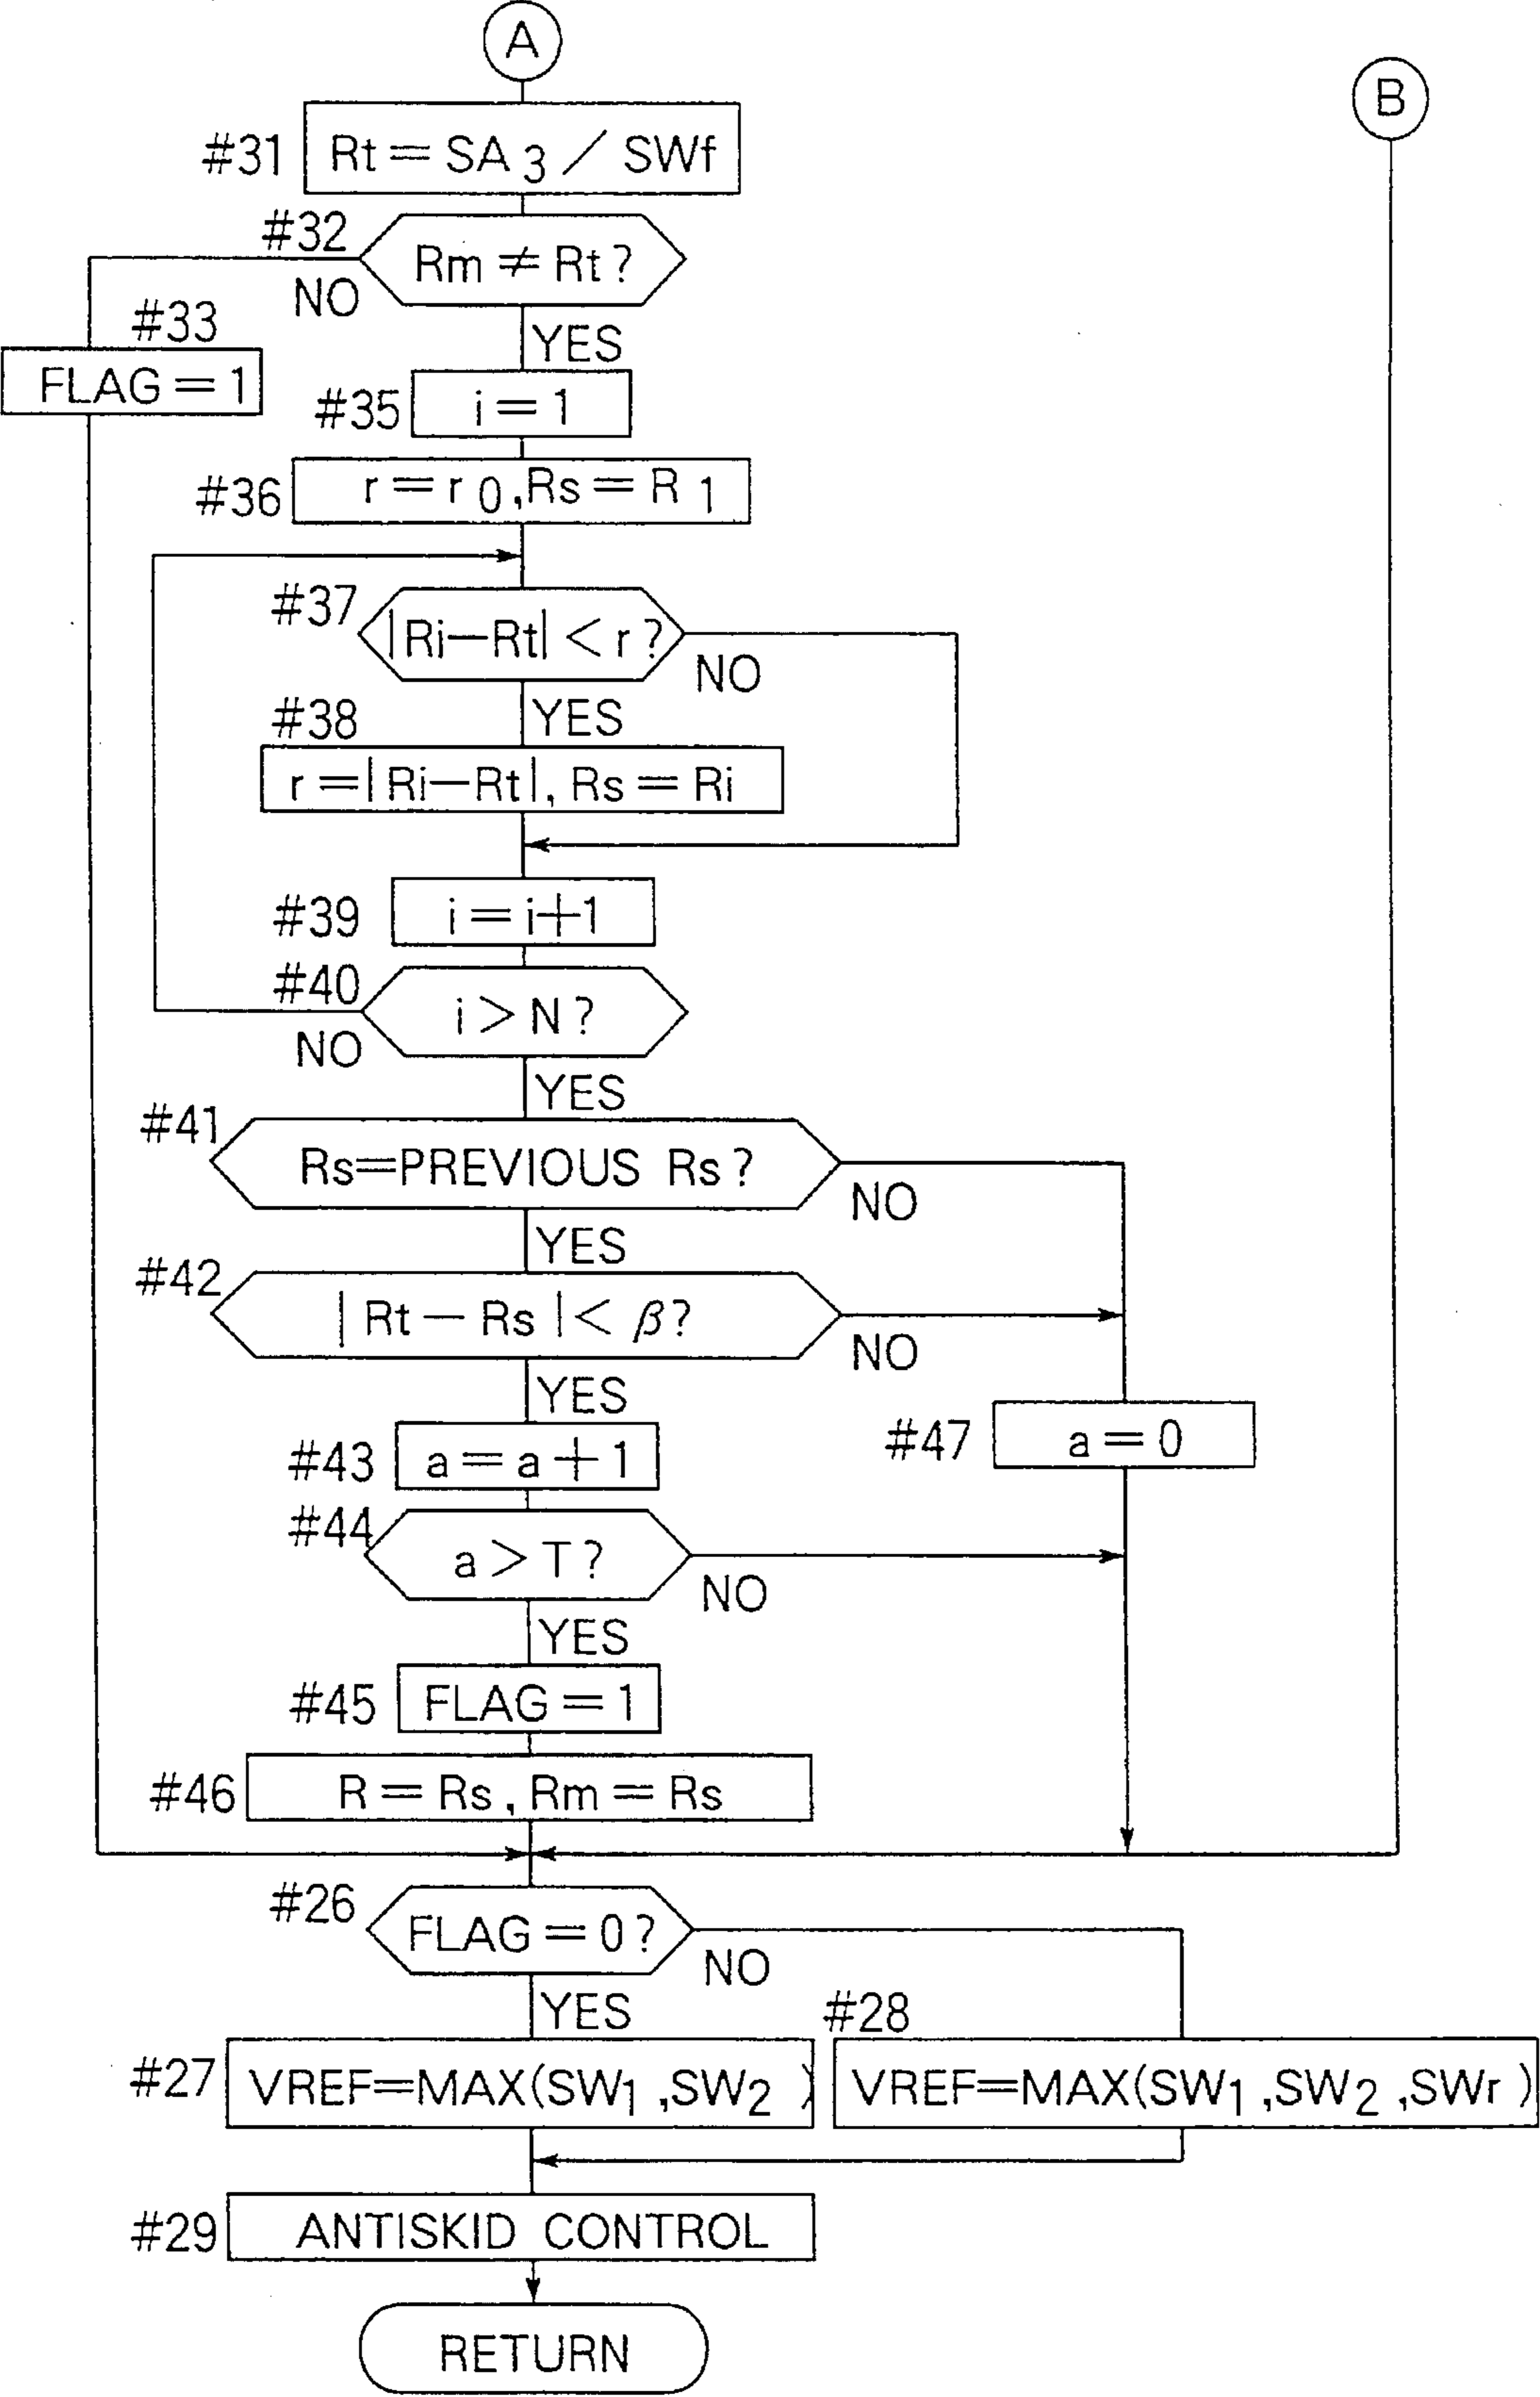 A
B
#31
Rt = SA3 / SWf
#32
Rm ≠ Rt ?
NO
YES
#33
FLAG = 1
#35
i = 1
#36
r = r0 , Rs = R1
#37
|Ri−Rt| < r ?
NO
YES
#38
r = |Ri−Rt| , Rs = Ri
#39
i = i+1
#40
i > N ?
NO
YES
#41
Rs=PREVIOUS Rs ?
NO
YES
#42
|Rt − Rs| < β?
NO
YES
#43
a = a + 1
#47
a = 0
#44
a > T ?
NO
YES
#45
FLAG = 1
#46
R = Rs , Rm = Rs
#26
FLAG = 0 ?
NO
YES
#28
#27
VREF=MAX(SW1 ,SW2 )
VREF=MAX(SW1 ,SW2 ,SWr )
#29
ANTISKID CONTROL
RETURN